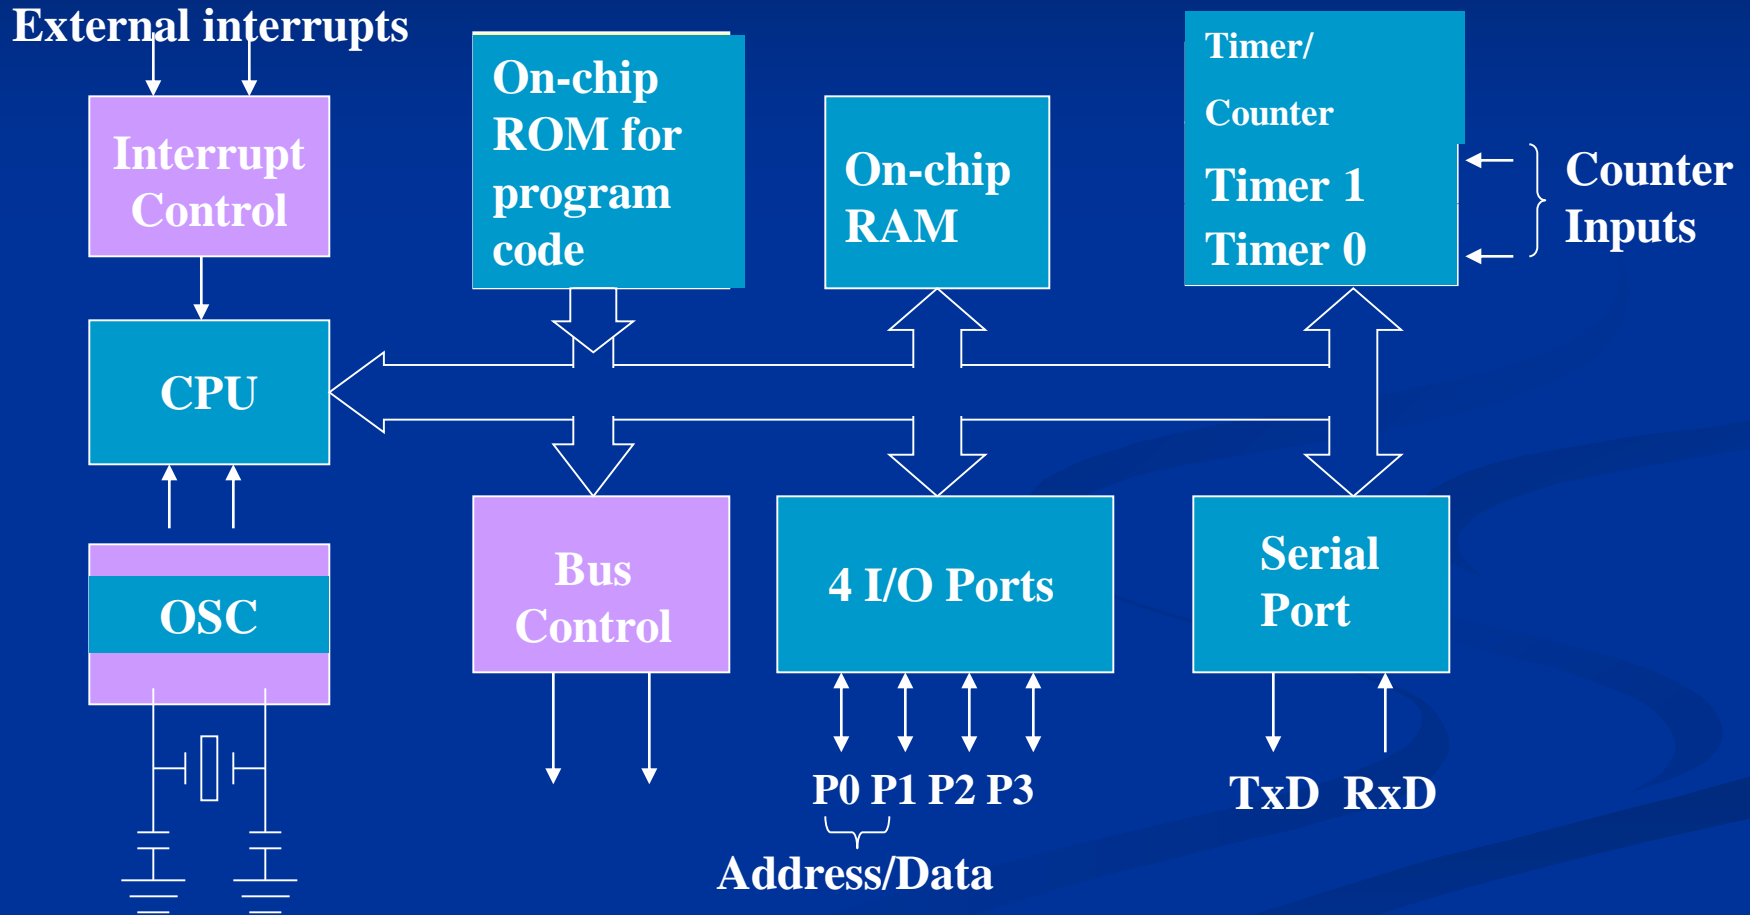 External interrupts
Interrupt
Control
On-chip
ROM for
program
code
On-chip
RAM
Timer/
Counter
Timer 1
Timer 0
Counter
Inputs
CPU
OSC
Bus
Control
4 I/O Ports
Serial
Port
P0 P1 P2 P3
Address/Data
TxD RxD